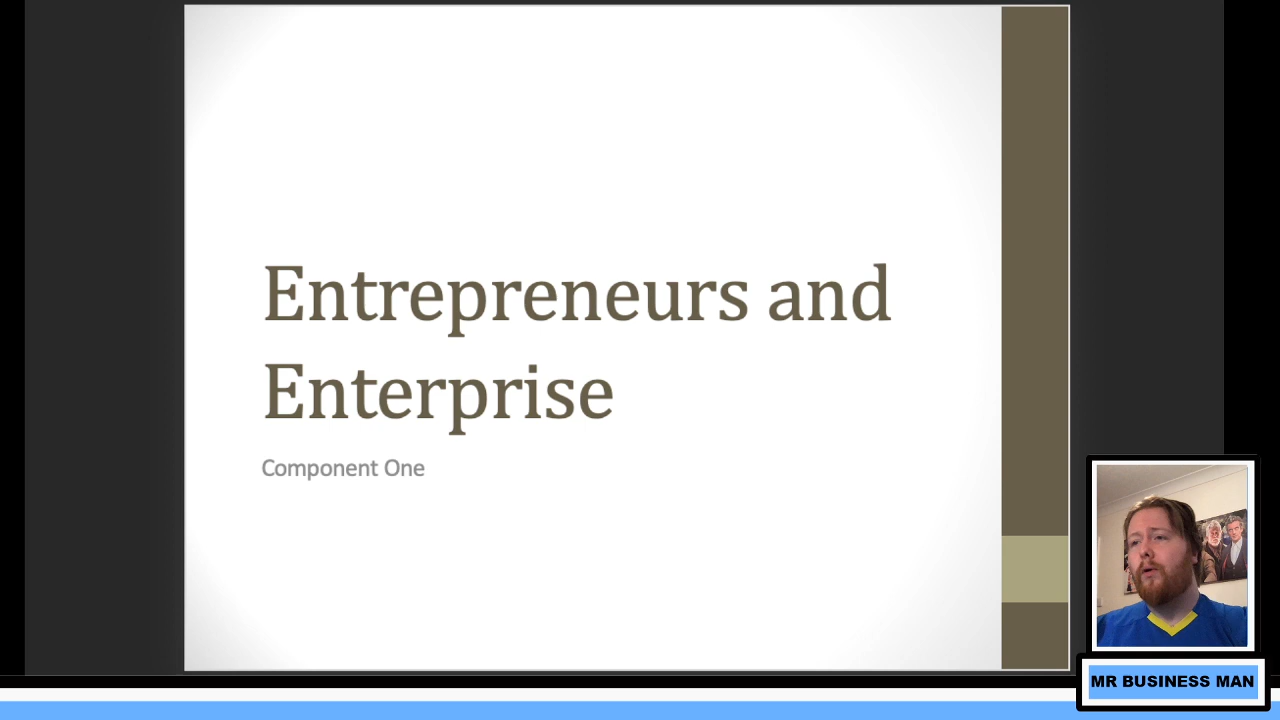 Entrepreneurs and
Enterprise
Component One
MR BUSINESS MAN